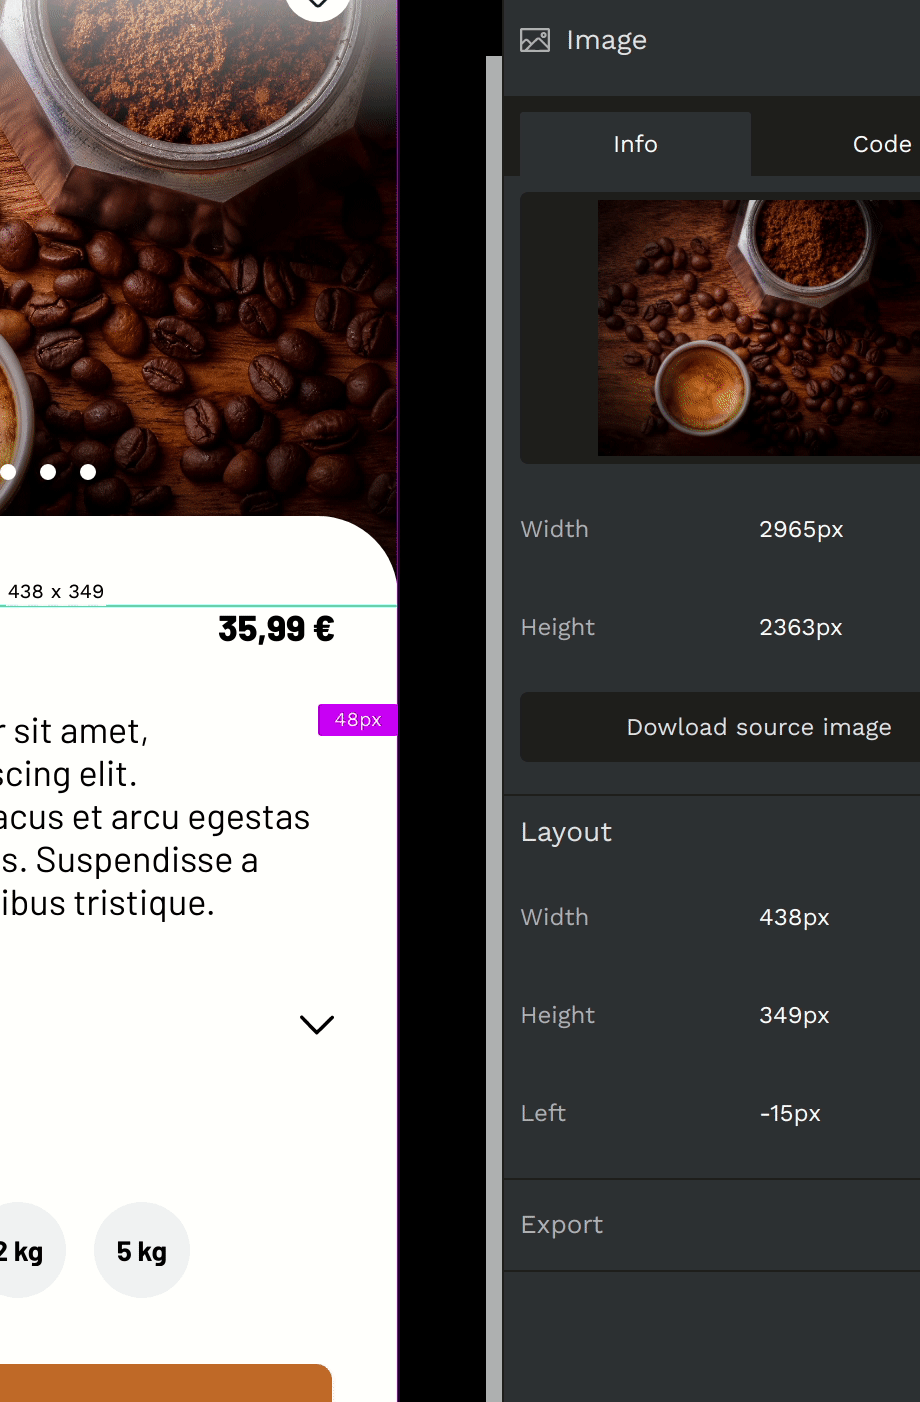 438 x 349
35,99 €
48px
r sit amet,
scing elit.
acus et arcu egestas
s. Suspendisse a
ibus tristique.
2 kg
5 kg
Image
Info
Code
Width
2965px
Height
2363px
Dowload source image
Layout
Width
438px
Height
349px
Left
-15px
Export